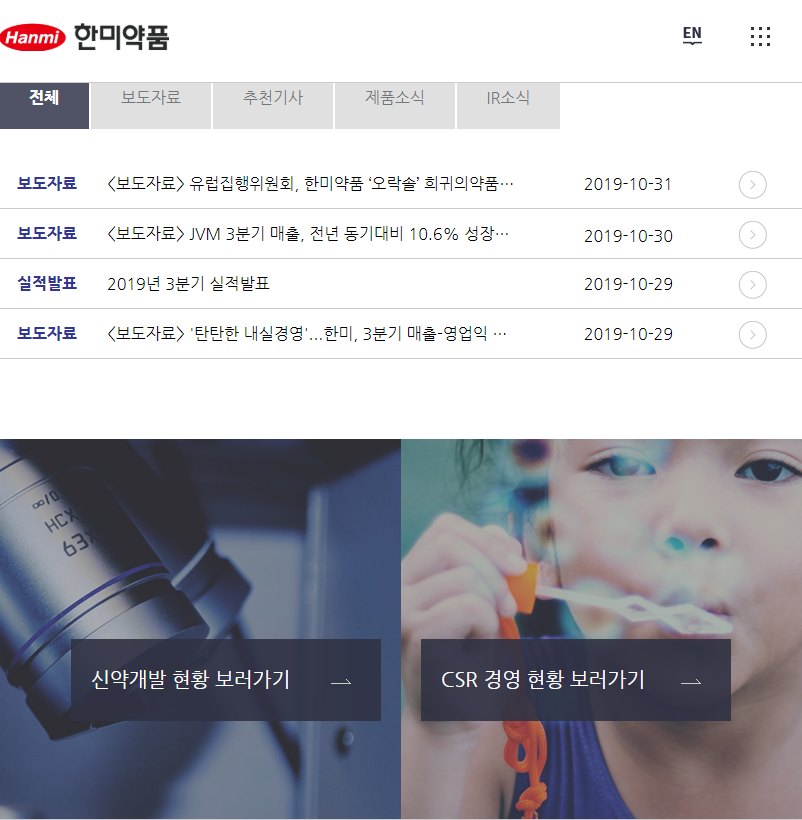 Hanmi 한미약품
EN
전체 보도자료 추천기사 제품소식 IR소식
보도자료 <보도자료> 유럽집행위원회, 한미약품 ‘오락솔’ 희귀의약품… 2019-10-31
보도자료 <보도자료> JVM 3분기 매출, 전년 동기대비 10.6% 성장… 2019-10-30
실적발표 2019년 3분기 실적발표 2019-10-29
보도자료 <보도자료> '탄탄한 내실경영'...한미, 3분기 매출-영업익 … 2019-10-29
HCX
63x
신약개발 현황 보러가기
CSR 경영 현황 보러가기